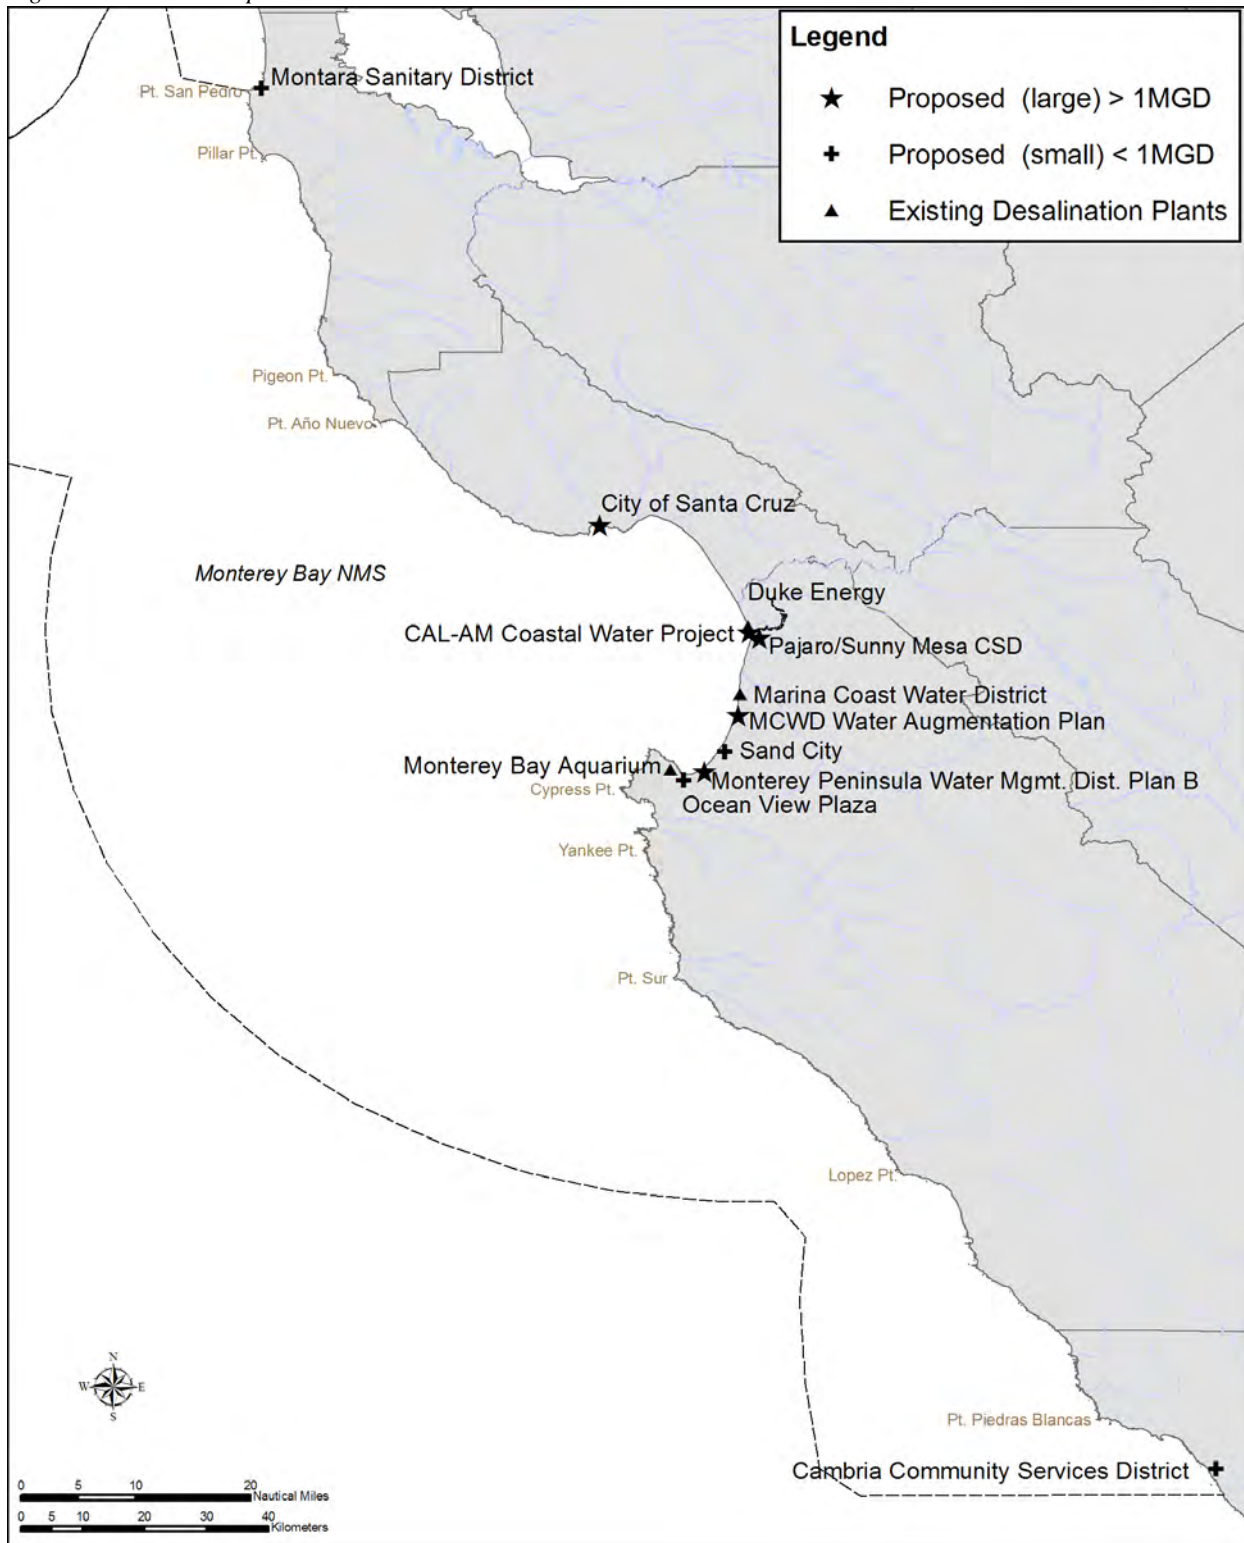 Legend
Proposed (large) > 1MGD
Proposed (small) < 1MGD
Existing Desalination Plants
Montara Sanitary District
Pt. San Pedro
Pillar Pt.
Pigeon Pt.
Pt. Año Nuevo
City of Santa Cruz
Monterey Bay NMS
Duke Energy
CAL-AM Coastal Water Project
Pajaro/Sunny Mesa CSD
Marina Coast Water District
MCWD Water Augmentation Plan
Sand City
Monterey Bay Aquarium
Monterey Peninsula Water Mgmt. Dist. Plan B
Cypress Pt.
Ocean View Plaza
Yankee Pt.
Pt. Sur
Lopez Pt.
N
W E
S
Pt. Piedras Blancas
Cambria Community Services District
0 5 10 20
Nautical Miles
0 5 10 20 30 40
Kilometers